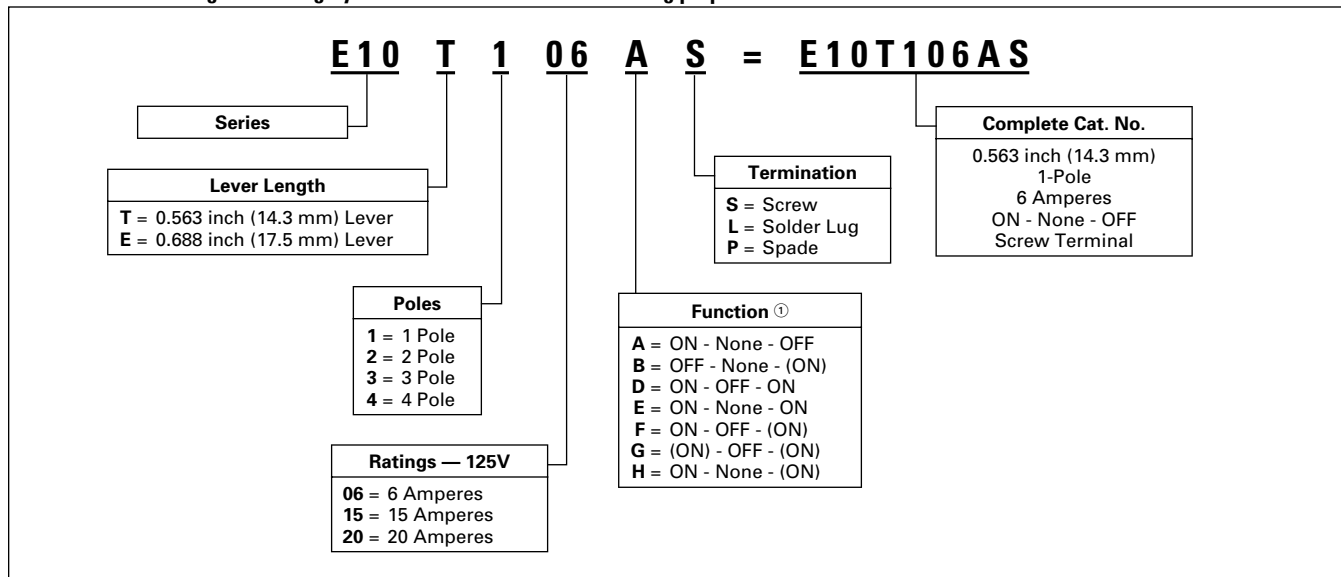 E10 T 1 06 A S = E10T106AS
Series
Lever Length
T = 0.563 inch (14.3 mm) Lever
E = 0.688 inch (17.5 mm) Lever
Poles
1 = 1 Pole
2 = 2 Pole
3 = 3 Pole
4 = 4 Pole
Ratings — 125V
06 = 6 Amperes
15 = 15 Amperes
20 = 20 Amperes
Function ①
A = ON - None - OFF
B = OFF - None - (ON)
D = ON - OFF - ON
E = ON - None - ON
F = ON - OFF - (ON)
G = (ON) - OFF - (ON)
H = ON - None - (ON)
Termination
S = Screw
L = Solder Lug
P = Spade
Complete Cat. No.
0.563 inch (14.3 mm)
1-Pole
6 Amperes
ON - None - OFF
Screw Terminal